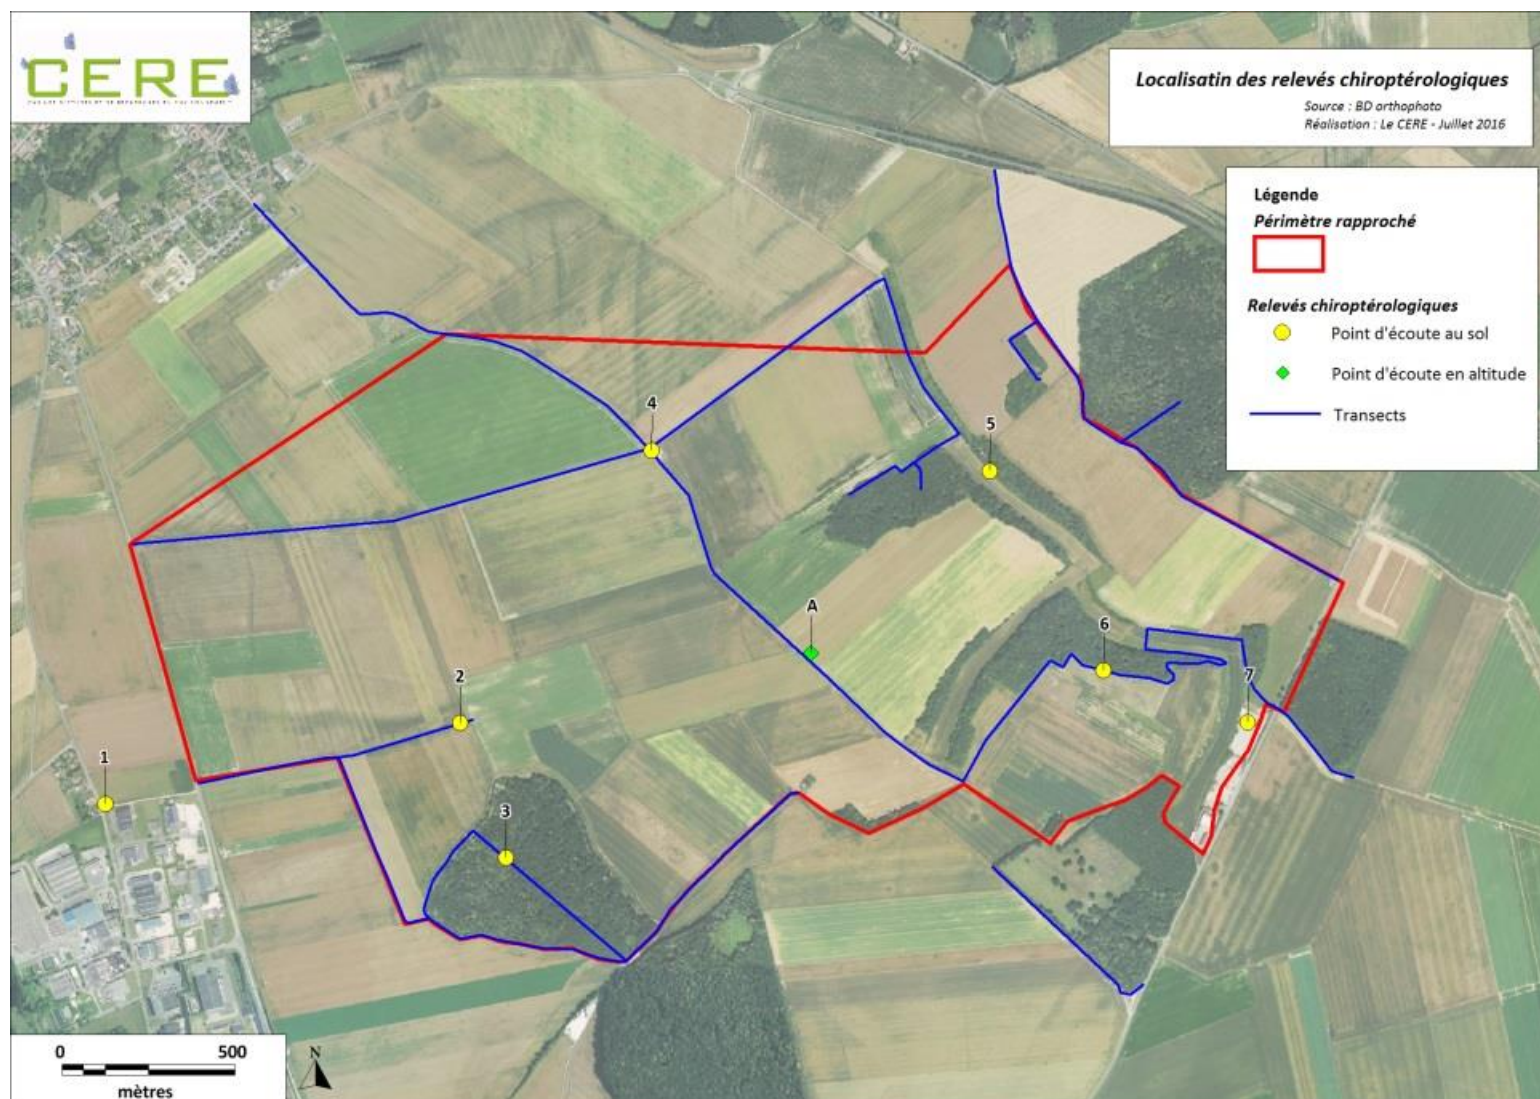 CERE
Localisatin des relevés chiroptérologiques
Source : BD orthophoto
Réalisation : Le CERE - Juillet 2016
Légende
Périmètre rapproché
Relevés chiroptérologiques
Point d'écoute au sol
Point d'écoute en altitude
Transects
4
5
A
6
2
7
1
3
0 500
mètres
N